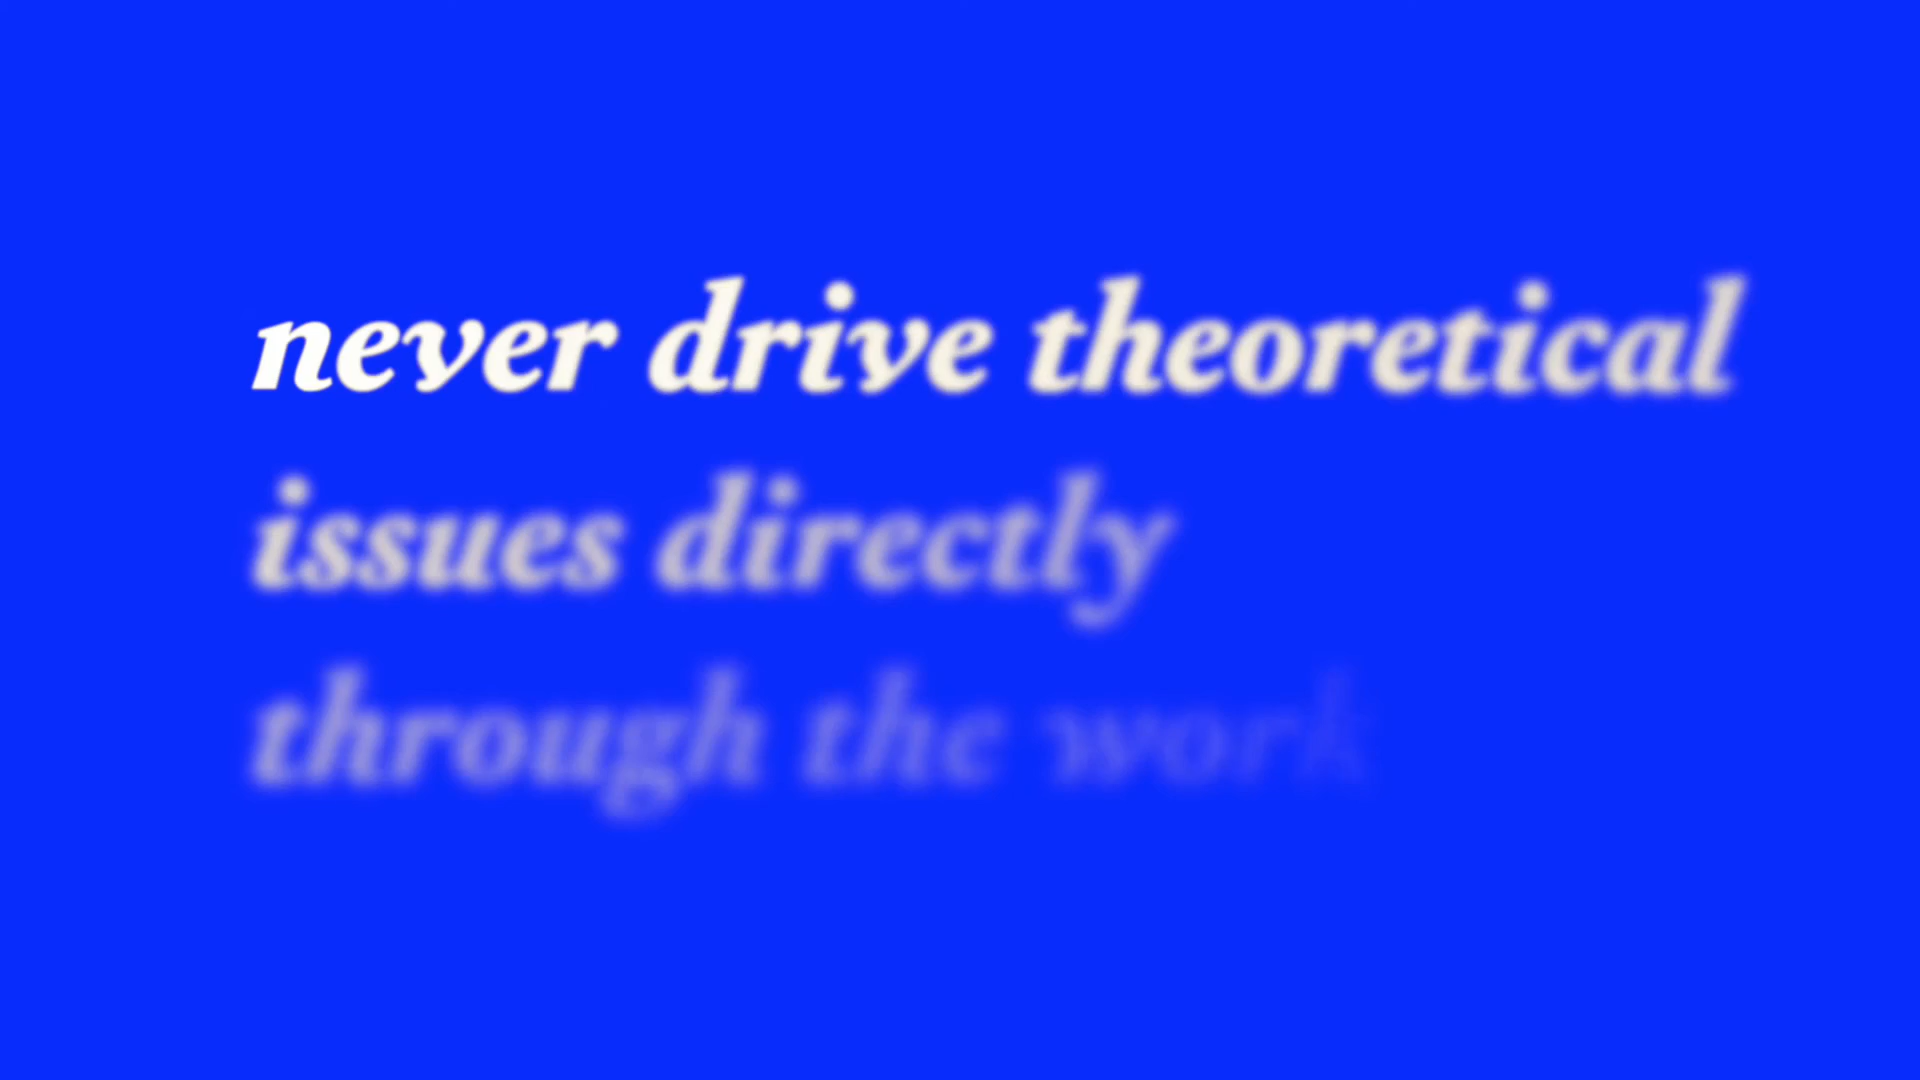 never drive theoretical
issues directly
through the work